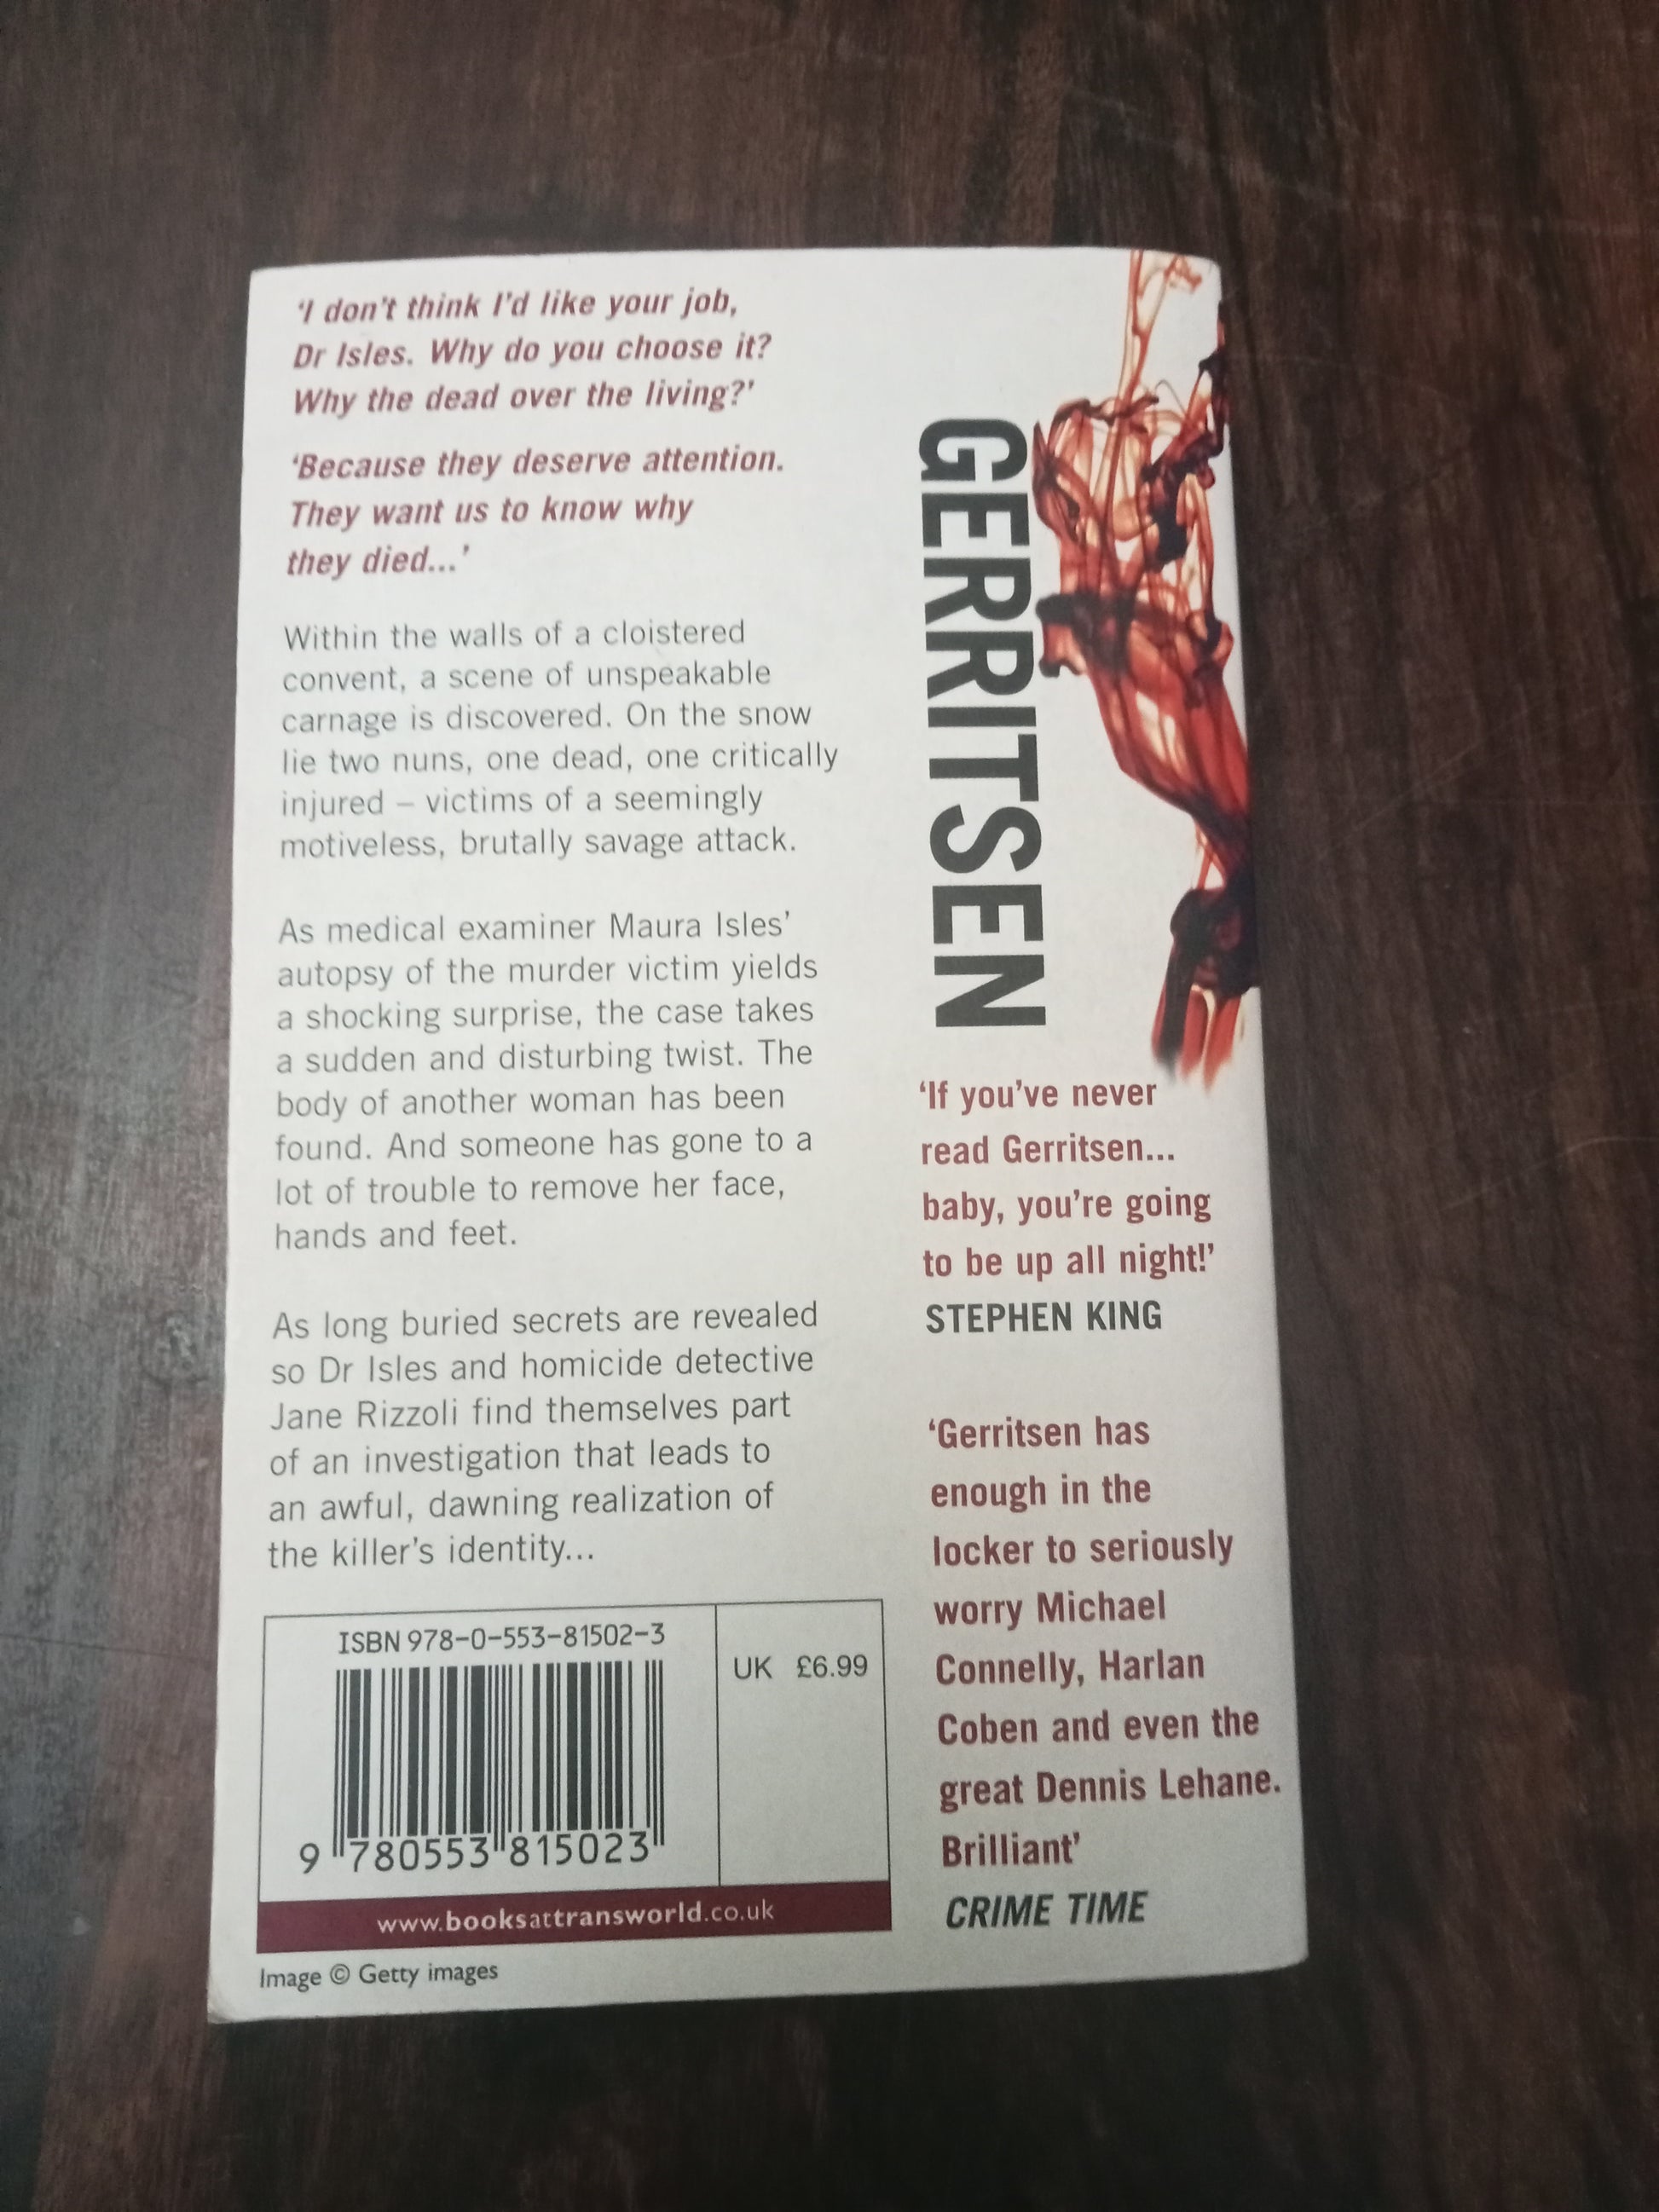 ‘I don’t think I’d like your job,
Dr Isles. Why do you choose it?
Why the dead over the living?’
‘Because they deserve attention.
They want us to know why
they died...’
Within the walls of a cloistered
convent, a scene of unspeakable
carnage is discovered. On the snow
lie two nuns, one dead, one critically
injured – victims of a seemingly
motiveless, brutally savage attack.
As medical examiner Maura Isles’
autopsy of the murder victim yields
a shocking surprise, the case takes
a sudden and disturbing twist. The
body of another woman has been
found. And someone has gone to a
lot of trouble to remove her face,
hands and feet.
As long buried secrets are revealed
so Dr Isles and homicide detective
Jane Rizzoli find themselves part
of an investigation that leads to
an awful, dawning realization of
the killer’s identity...
ISBN 978-0-553-81502-3
UK £6.99
9 780553 815023
www.booksattransworld.co.uk
Image © Getty images
GERRITSEN
‘If you’ve never
read Gerritsen...
baby, you’re going
to be up all night!’
STEPHEN KING
‘Gerritsen has
enough in the
locker to seriously
worry Michael
Connelly, Harlan
Coben and even the
great Dennis Lehane.
Brilliant’
CRIME TIME